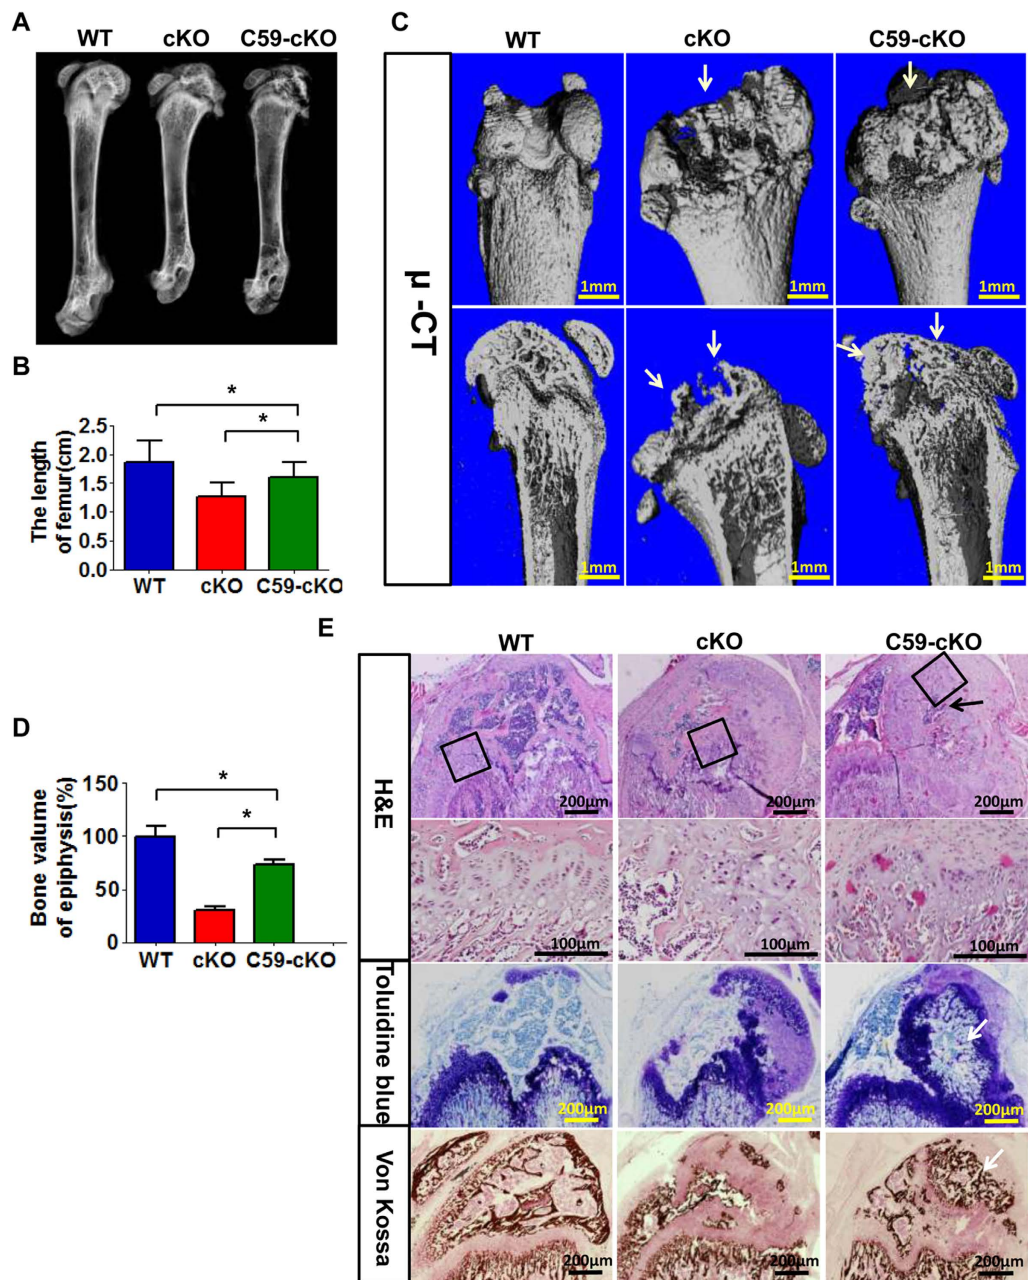 A
WT cKO C59-cKO
B
* *
The length
of femur(cm)
2.5
2.0
1.5
1.0
0.5
0.0
WT cKO C59-cKO
C
WT cKO C59-cKO
µ -CT
1mm 1mm 1mm
1mm 1mm 1mm
D
* *
Bone valume
of epiphysis(%)
150
100
50
0
WT cKO C59-cKO
E
WT cKO C59-cKO
H&E
200µm 200µm 200µm
100µm 100µm 100µm
Toluidine blue
200µm 200µm 200µm
Von Kossa
200µm 200µm 200µm